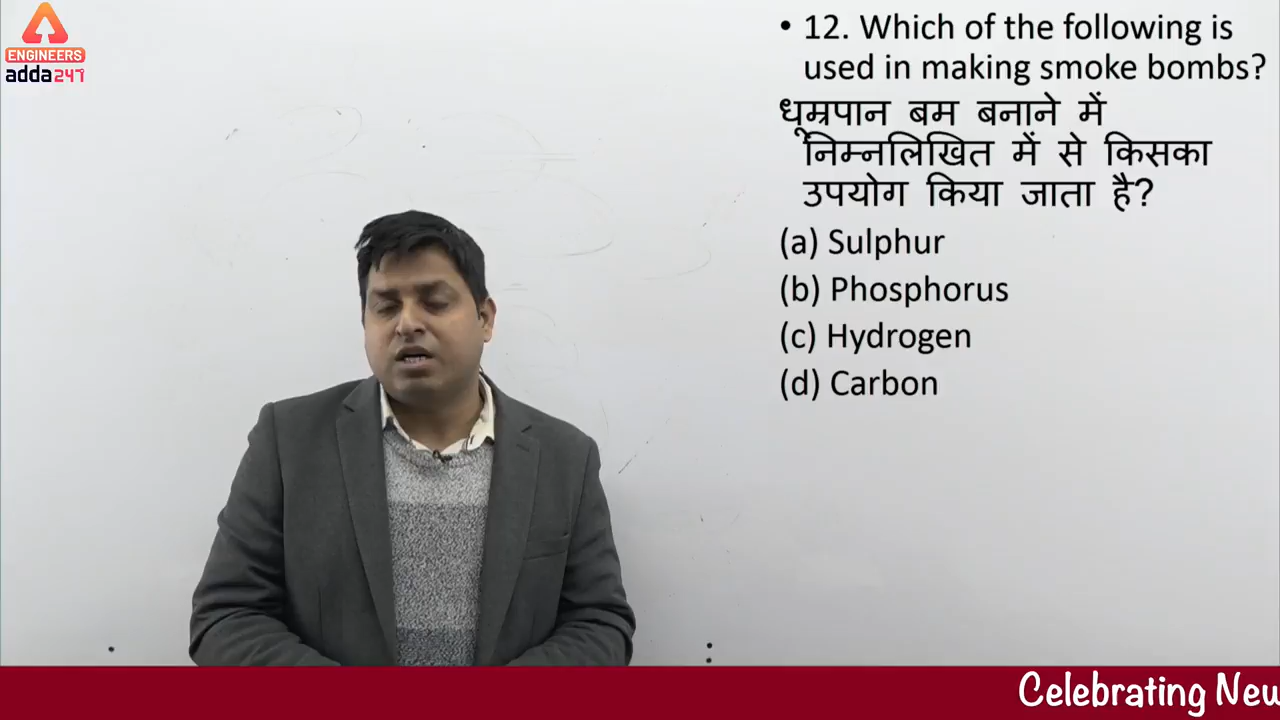 ENGINEERS
adda247
• 12. Which of the following is
used in making smoke bombs?
धूम्रपान बम बनाने में
निम्नलिखित में से किसका
उपयोग किया जाता है?
(a) Sulphur
(b) Phosphorus
(c) Hydrogen
(d) Carbon
Celebrating New